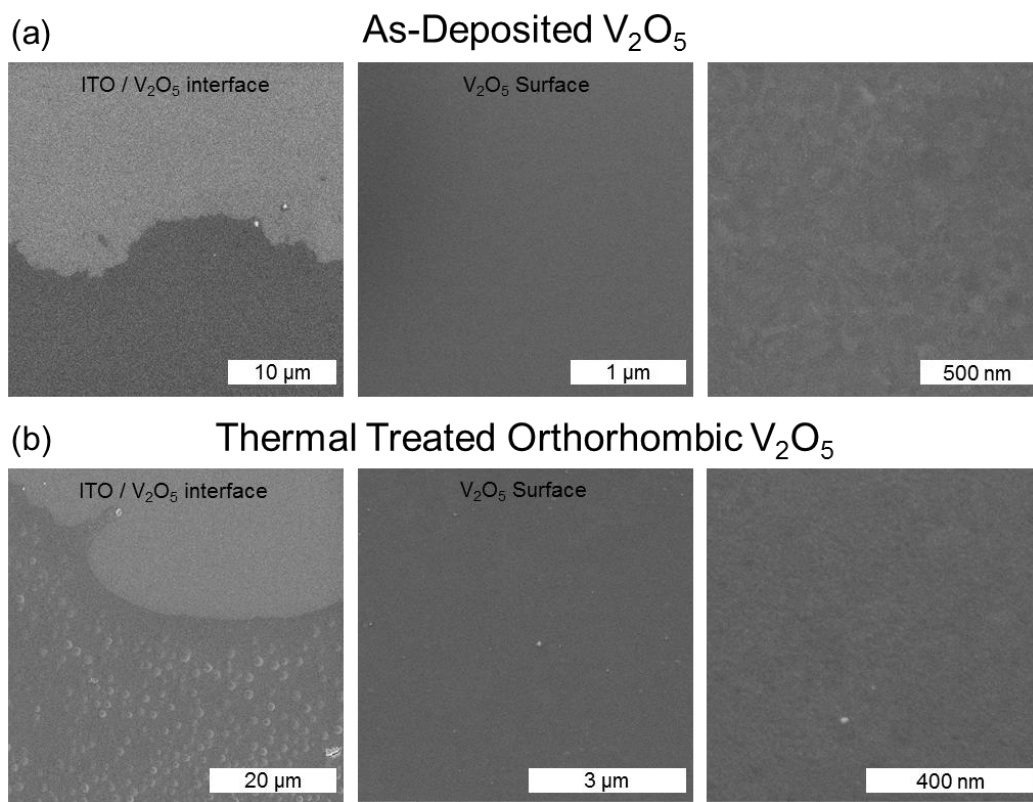 (a) As-Deposited V₂O₅
ITO / V₂O₅ interface
V₂O₅ Surface
10 µm
1 µm
500 nm
(b) Thermal Treated Orthorhombic V₂O₅
ITO / V₂O₅ interface
V₂O₅ Surface
20 µm
3 µm
400 nm